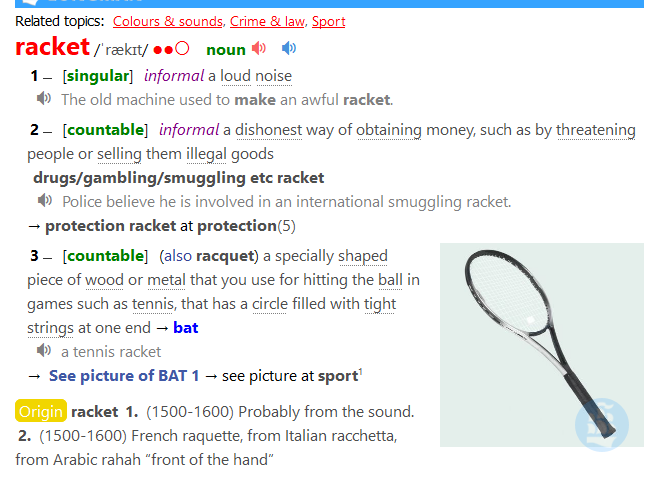 Related topics: Colours & sounds, Crime & law, Sport
racket /ˈrækɪt/ ●●○ noun
1 – [singular] informal a loud noise
The old machine used to make an awful racket.
2 – [countable] informal a dishonest way of obtaining money, such as by threatening
people or selling them illegal goods
drugs/gambling/smuggling etc racket
Police believe he is involved in an international smuggling racket.
→ protection racket at protection(5)
3 – [countable] (also racquet) a specially shaped
piece of wood or metal that you use for hitting the ball in
games such as tennis, that has a circle filled with tight
strings at one end → bat
a tennis racket
→ See picture of BAT 1 → see picture at sport¹
Origin racket 1. (1500-1600) Probably from the sound.
2. (1500-1600) French raquette, from Italian racchetta,
from Arabic rahah “front of the hand”